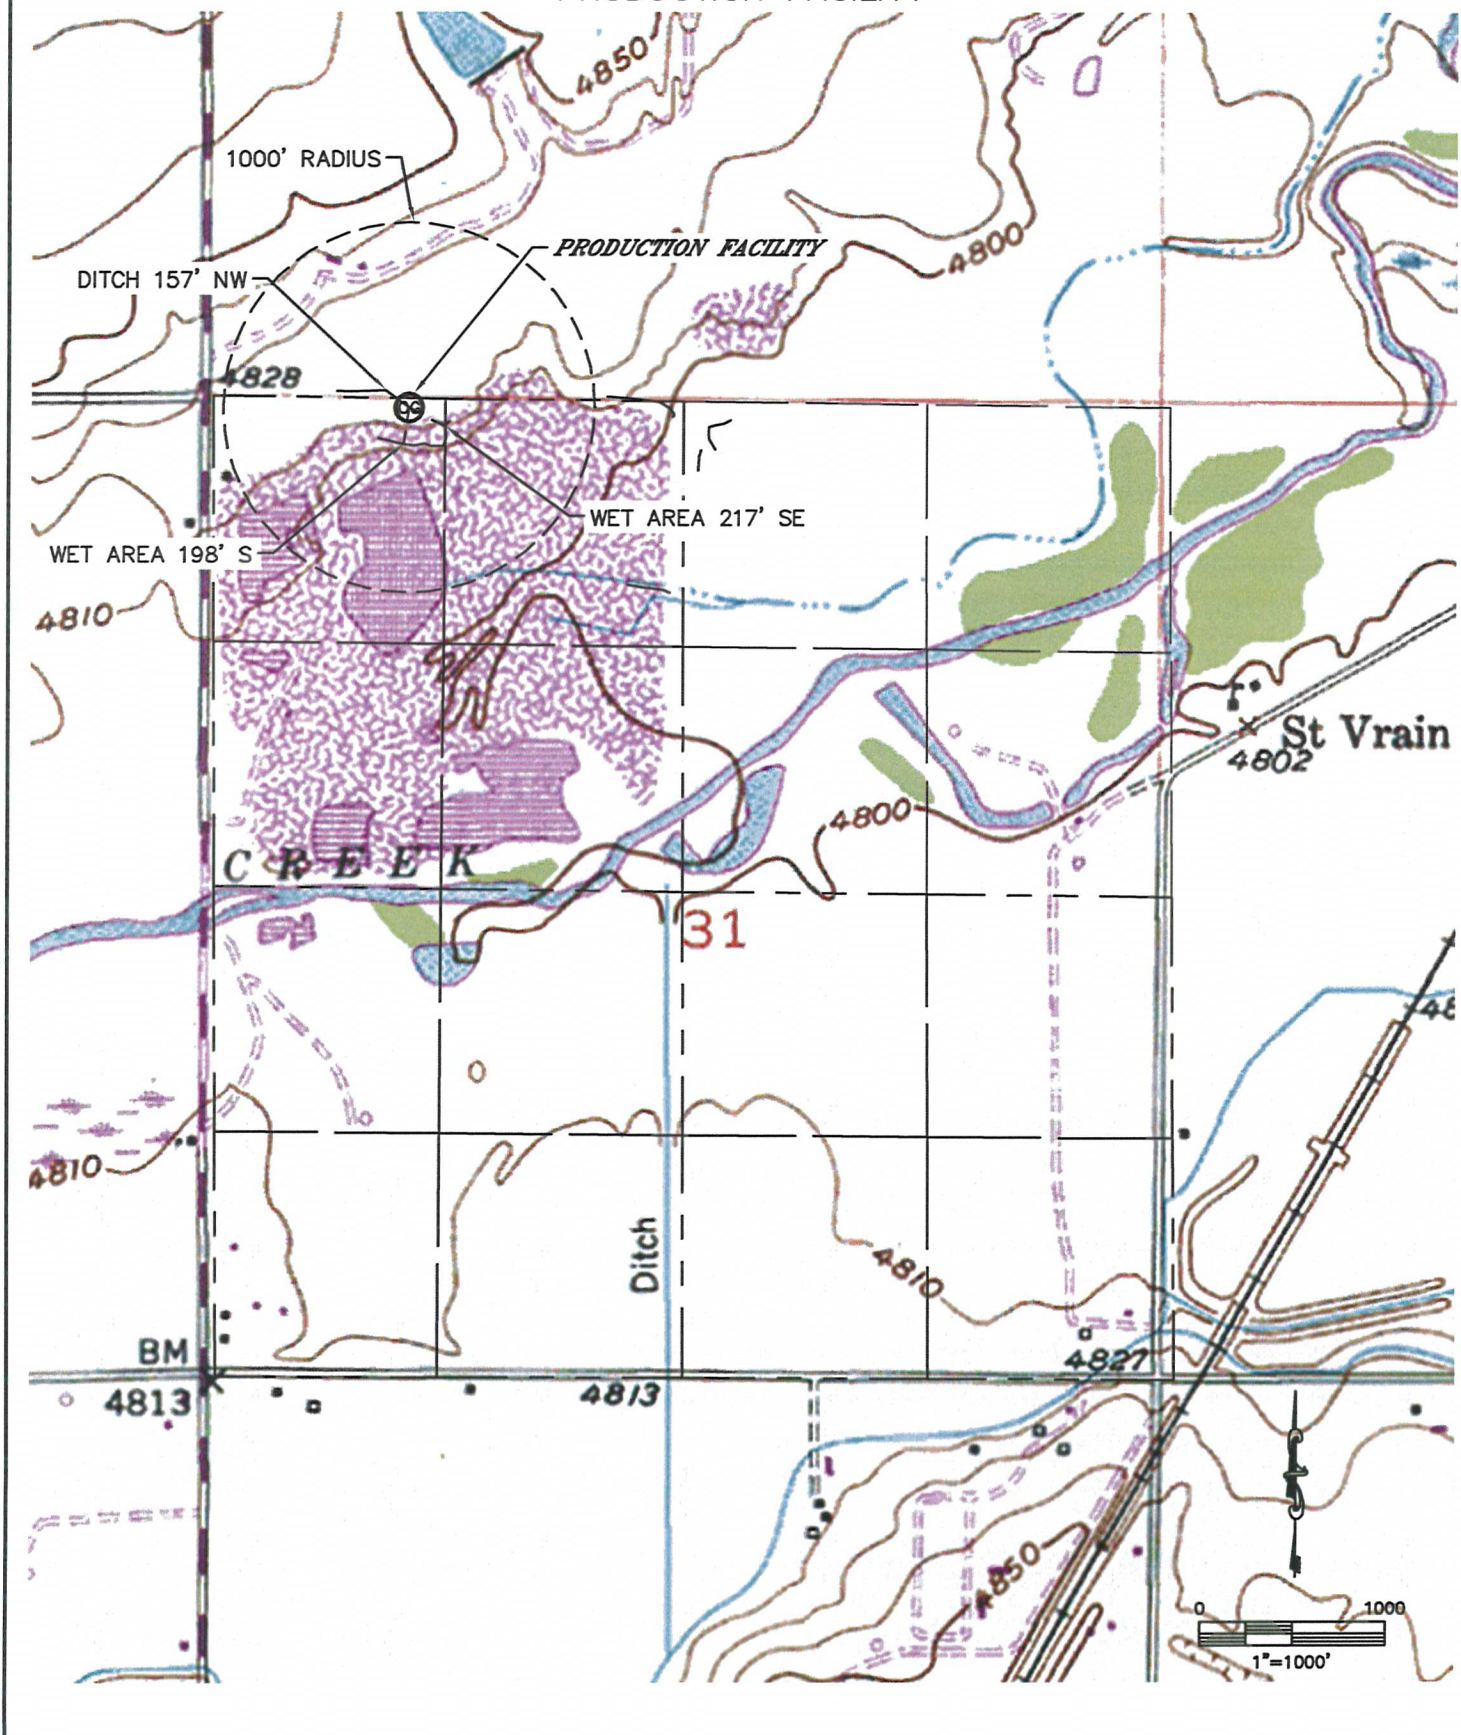 4850
1000' RADIUS
PRODUCTION FACILITY
4800
DITCH 157' NW
4828
WET AREA 217' SE
WET AREA 198' S
4810
St Vrain
4802
4800
CREEK
31
4810
Ditch
4810
BM
4827
4813
4813
4850
0 1000
1"=1000'